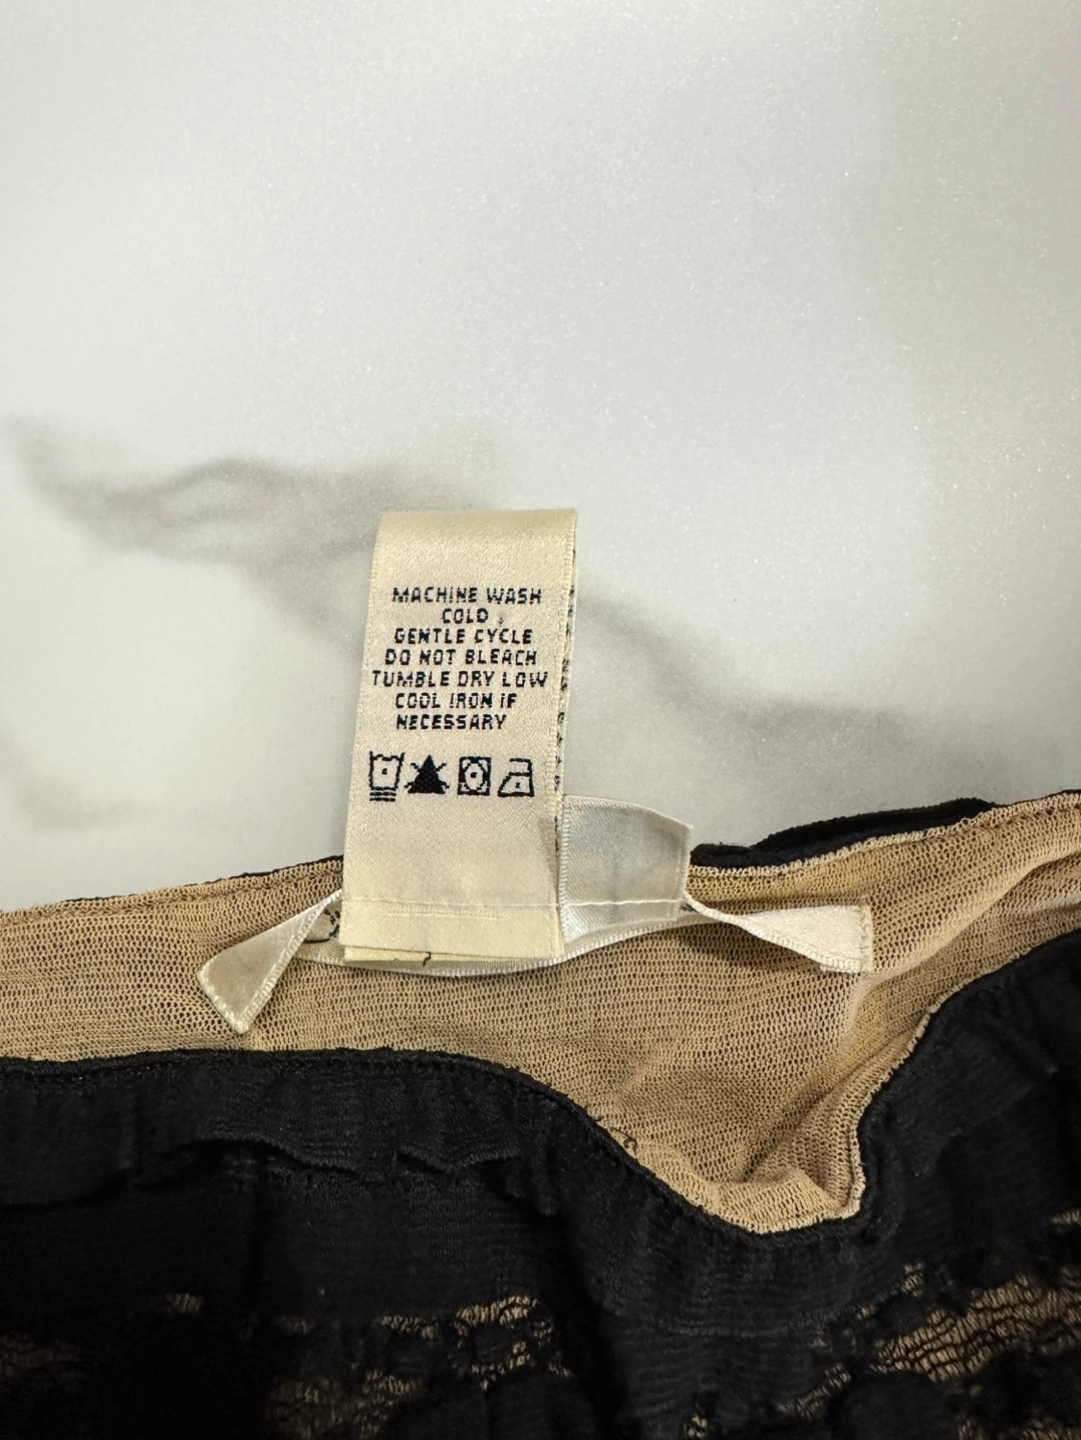 MACHINE WASH
COLD
GENTLE CYCLE
DO NOT BLEACH
TUMBLE DRY LOW
COOL IRON IF
NECESSARY